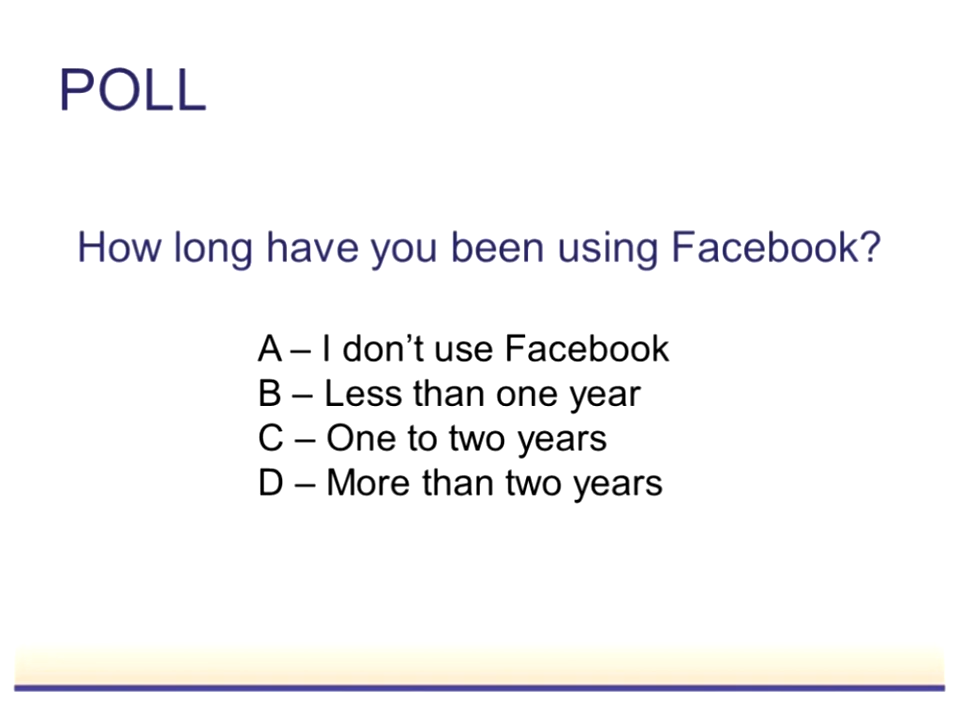 POLL
How long have you been using Facebook?
A – I don’t use Facebook
B – Less than one year
C – One to two years
D – More than two years